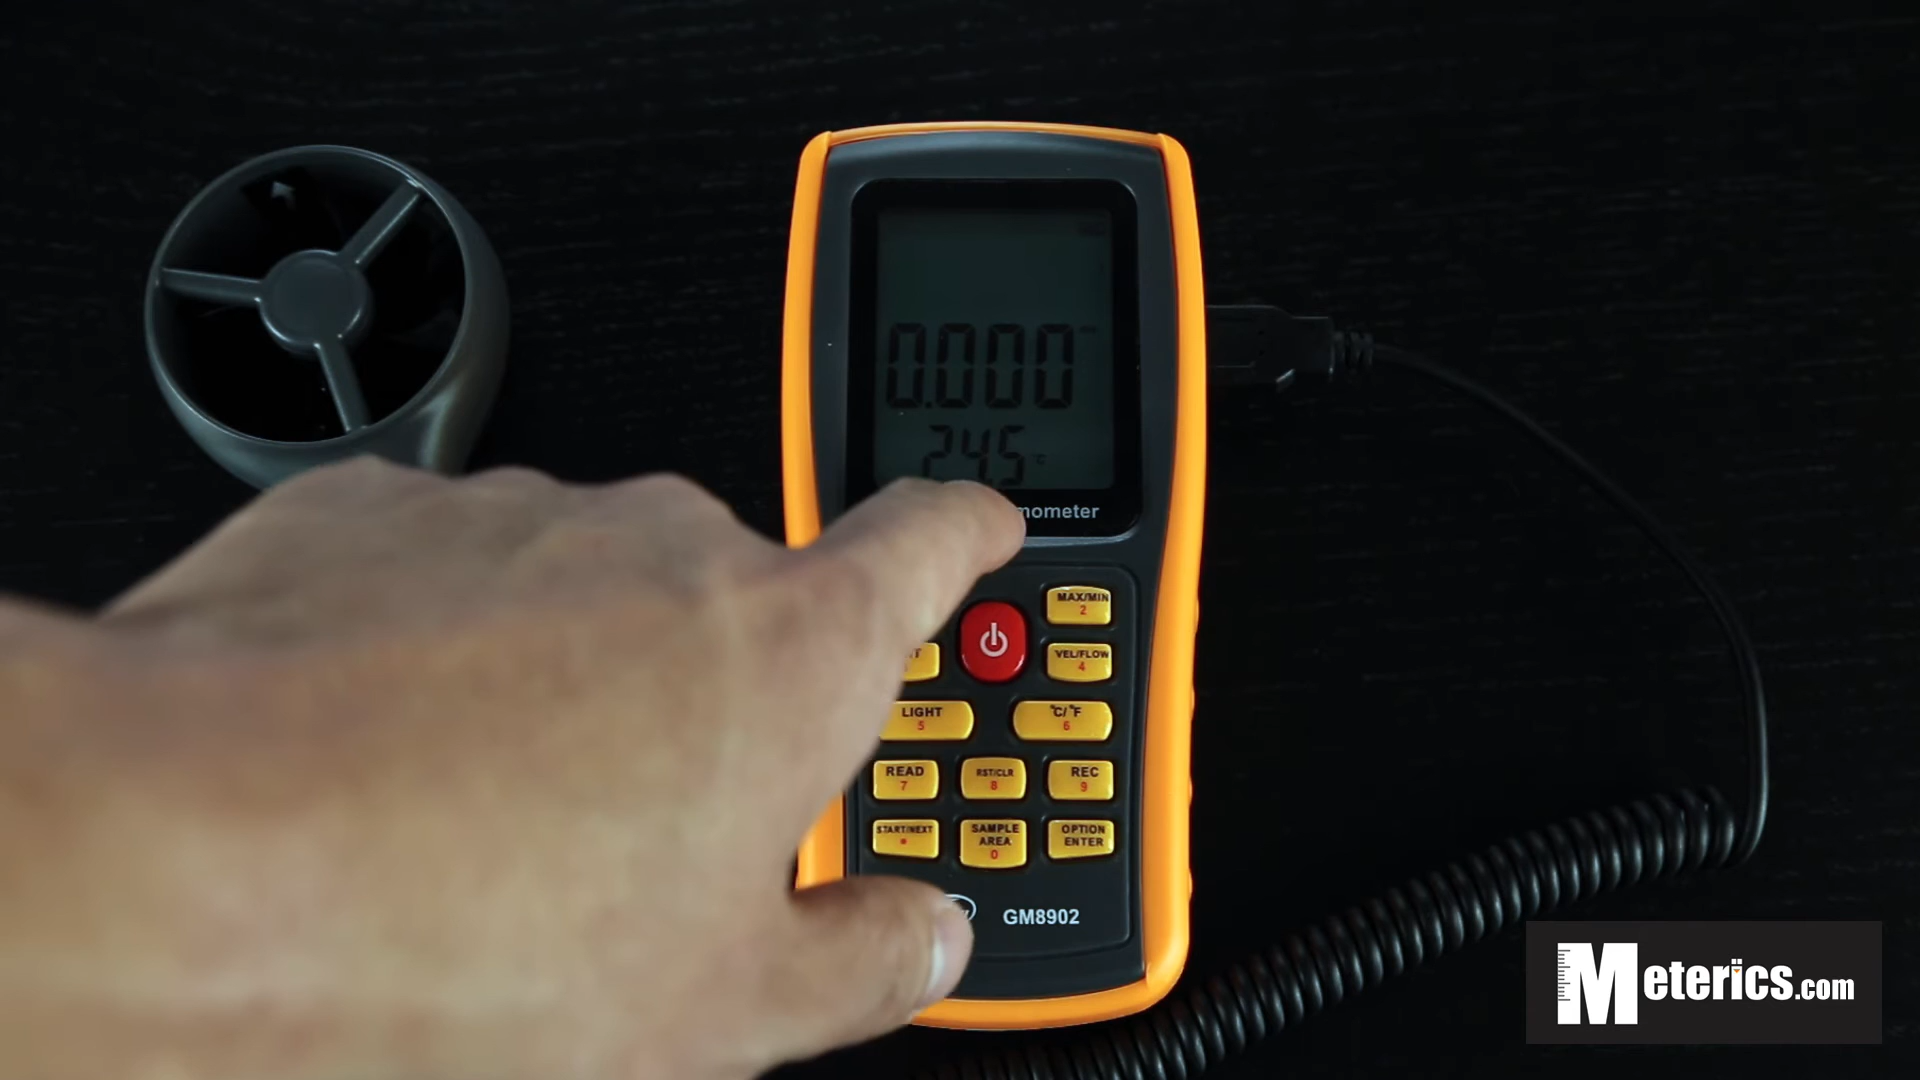 0.000
24.5 °C
mometer
MAX/MIN
2
VEL/FLOW
4
LIGHT
5
°C/°F
6
READ
7
RST/CLR
8
REC
9
START/NEXT
SAMPLE
AREA
0
OPTION
ENTER
GM8902
Meterics.com